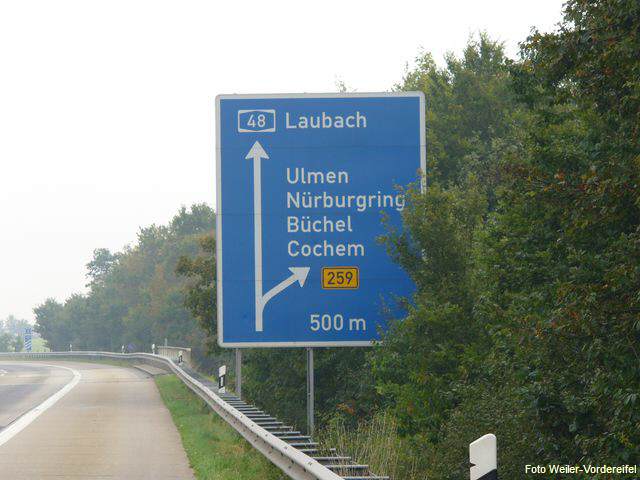 48 Laubach
Ulmen
Nürburgring
Büchel
Cochem
259
500 m
Foto Weiler-Vordereifel